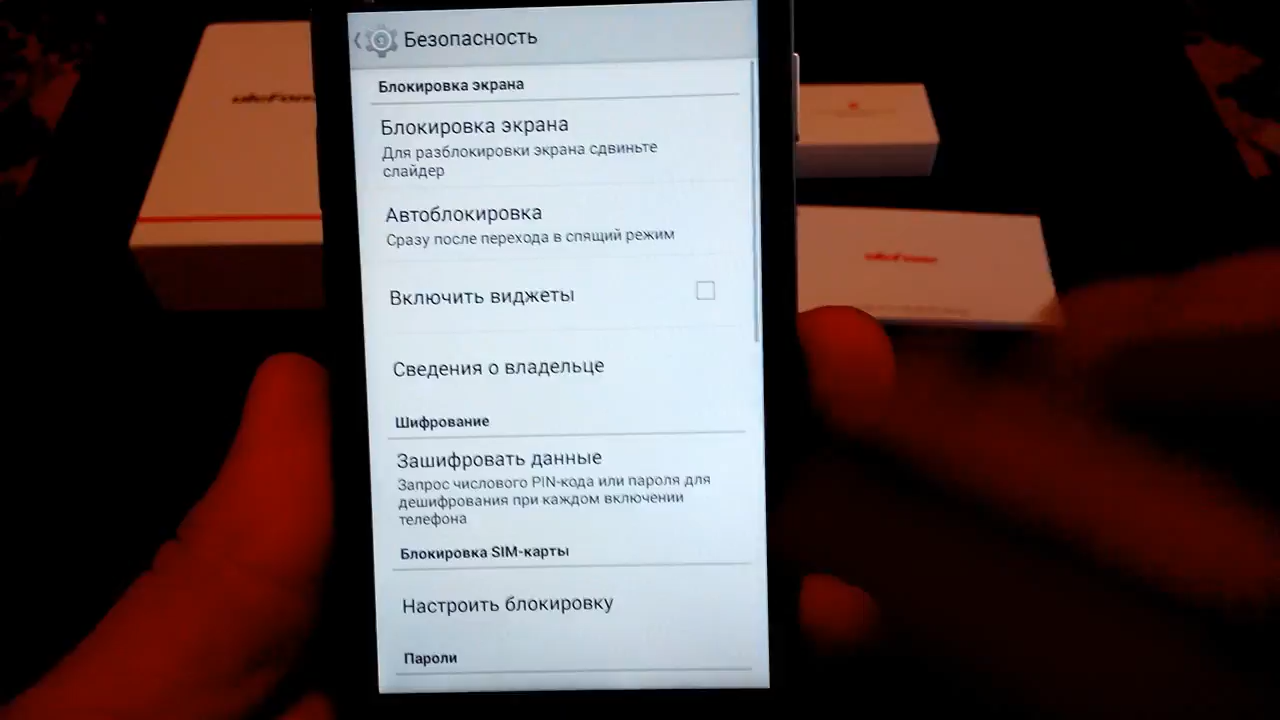 Безопасность
Блокировка экрана
Блокировка экрана
Для разблокировки экрана сдвиньте
слайдер
Автоблокировка
Сразу после перехода в спящий режим
Включить виджеты
Сведения о владельце
Шифрование
Зашифровать данные
Запрос числового PIN-кода или пароля для
дешифрования при каждом включении
телефона
Блокировка SIM-карты
Настроить блокировку
Пароли
ulefone
ulefone